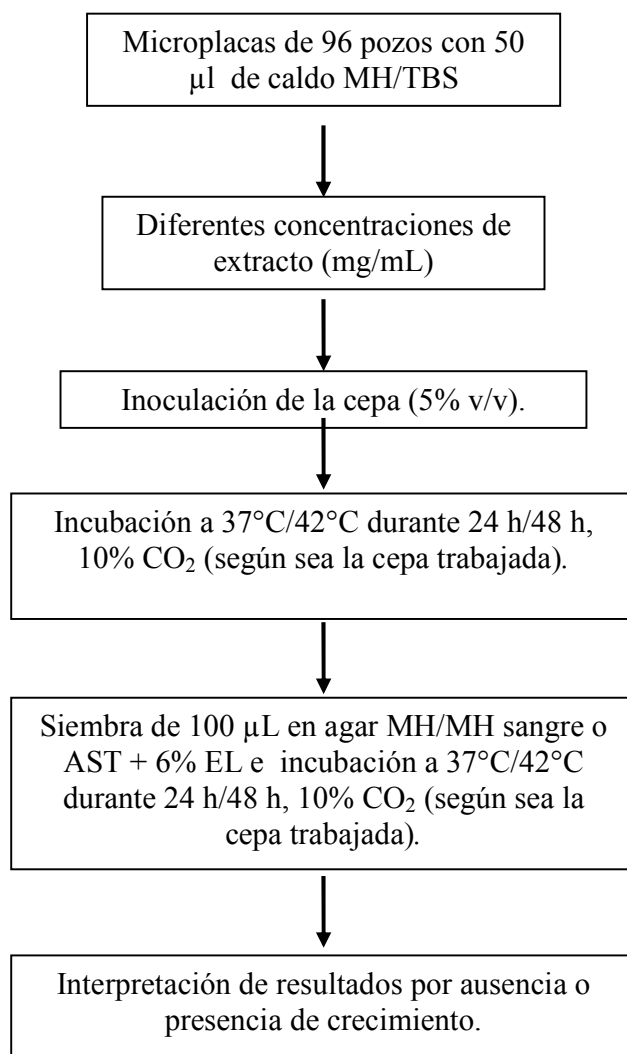 Microplacas de 96 pozos con 50
µl de caldo MH/TBS
Diferentes concentraciones de
extracto (mg/mL)
Inoculación de la cepa (5% v/v).
Incubación a 37°C/42°C durante 24 h/48 h,
10% CO₂ (según sea la cepa trabajada).
Siembra de 100 µL en agar MH/MH sangre o
AST + 6% EL e incubación a 37°C/42°C
durante 24 h/48 h, 10% CO₂ (según sea la
cepa trabajada).
Interpretación de resultados por ausencia o
presencia de crecimiento.